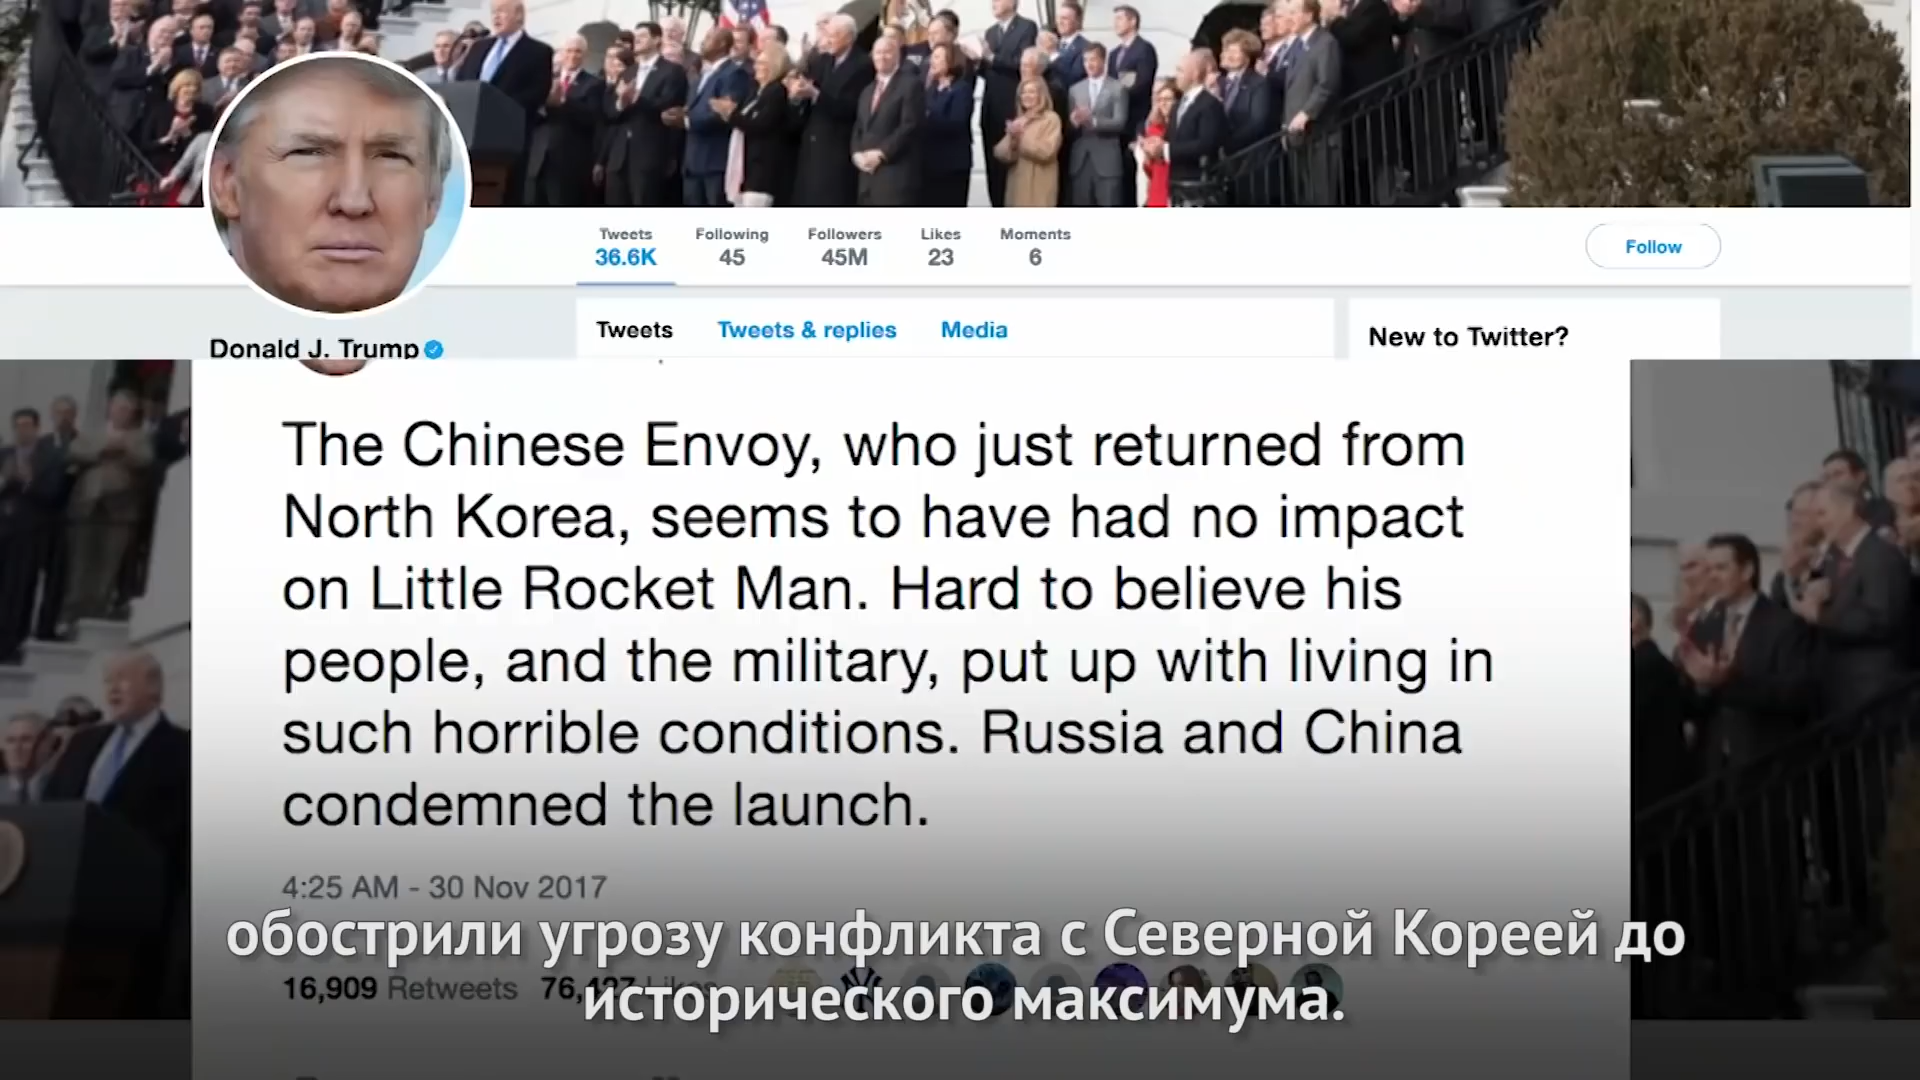 Tweets Following Followers Likes Moments
36.6K 45 45M 23 6
Follow
Donald J. Trump
Tweets Tweets & replies Media
New to Twitter?
The Chinese Envoy, who just returned from
North Korea, seems to have had no impact
on Little Rocket Man. Hard to believe his
people, and the military, put up with living in
such horrible conditions. Russia and China
condemned the launch.
4:25 AM - 30 Nov 2017
16,909 Retweets
обострили угрозу конфликта с Северной Кореей до
исторического максимума.